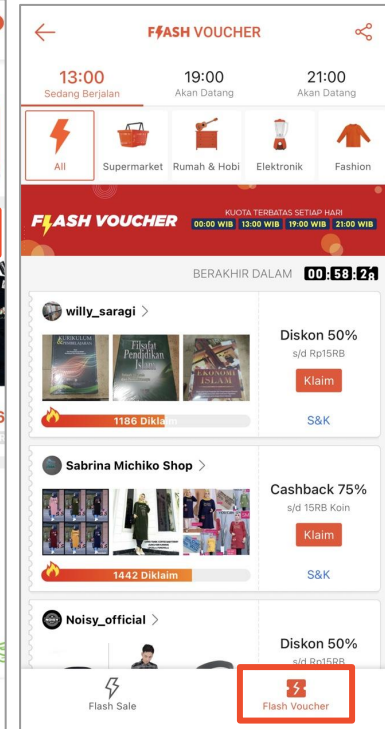 FLASH VOUCHER
13:00
Sedang Berjalan
19:00
Akan Datang
21:00
Akan Datang
All
Supermarket
Rumah & Hobi
Elektronik
Fashion
FLASH VOUCHER
KUOTA TERBATAS SETIAP HARI
00:00 WIB 13:00 WIB 19:00 WIB 21:00 WIB
BERAKHIR DALAM 00:58:26
willy_saragi >
Filsafat
Pendidikan
Islam
EKONOMI
ISLAM
1186 Diklaim
Diskon 50%
s/d Rp15RB
Klaim
S&K
Sabrina Michiko Shop >
1442 Diklaim
Cashback 75%
s/d 15RB Koin
Klaim
S&K
NOISY
Noisy_official >
Diskon 50%
s/d Rp15RB
Flash Sale
Flash Voucher